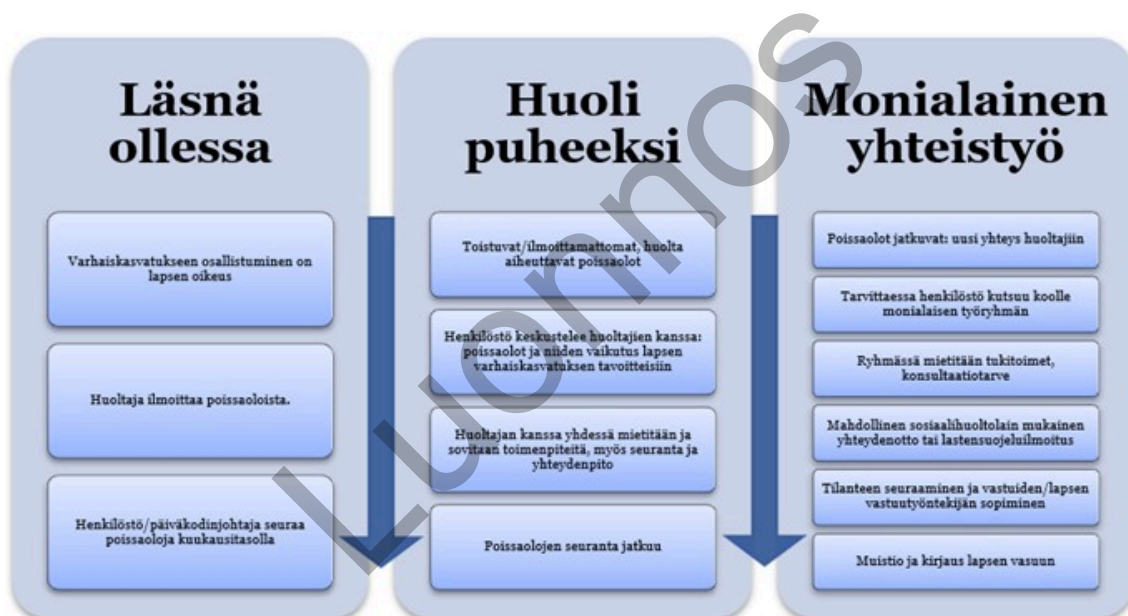 Läsnä
ollessa
Varhaiskasvatukseen osallistuminen on
lapsen oikeus
Huoltaja ilmoittaa poissaoloista.
Henkilöstö/päiväkodinjohtaja seuraa
poissaoloja kuukausitasolla
Huoli
puheeksi
Toistuvat/ilmoittamattomat, huolta
aiheuttavat poissaolot
Henkilöstö keskustelee huoltajien kanssa:
poissaolot ja niiden vaikutus lapsen
varhaiskasvatuksen tavoitteisiin
Huoltajan kanssa yhdessä mietitään ja
sovitaan toimenpiteitä, myös seuranta ja
yhteydenpito
Poissaolojen seuranta jatkuu
Monialainen
yhteistyö
Poissaolot jatkuvat: uusi yhteys huoltajiin
Tarvittaessa henkilöstö kutsuu koolle
monialaisen työryhmän
Ryhmässä mietitään tukitoimet,
konsultaatiotarve
Mahdollinen sosiaalihuoltolain mukainen
yhteydenotto tai lastensuojeluilmoitus
Tilanteen seuraaminen ja vastuiden/lapsen
vastuutyöntekijän sopiminen
Muistio ja kirjaus lapsen vasuun
Luonnos